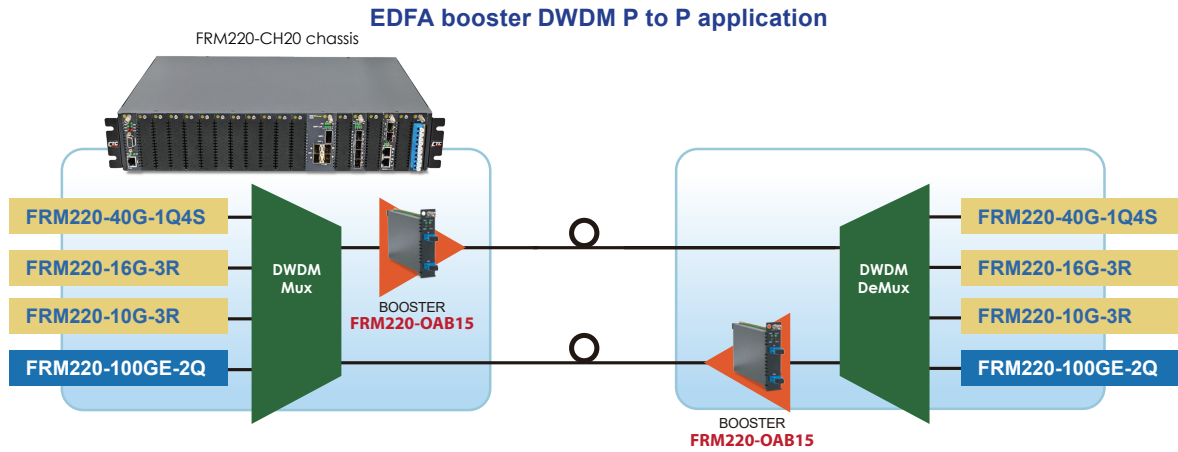 EDFA booster DWDM P to P application
FRM220-CH20 chassis
CTC
CTC
FRM220-40G-1Q4S
FRM220-16G-3R
FRM220-10G-3R
FRM220-100GE-2Q
DWDM
Mux
BOOSTER
FRM220-OAB15
DWDM
DeMux
FRM220-40G-1Q4S
FRM220-16G-3R
FRM220-10G-3R
FRM220-100GE-2Q
BOOSTER
FRM220-OAB15